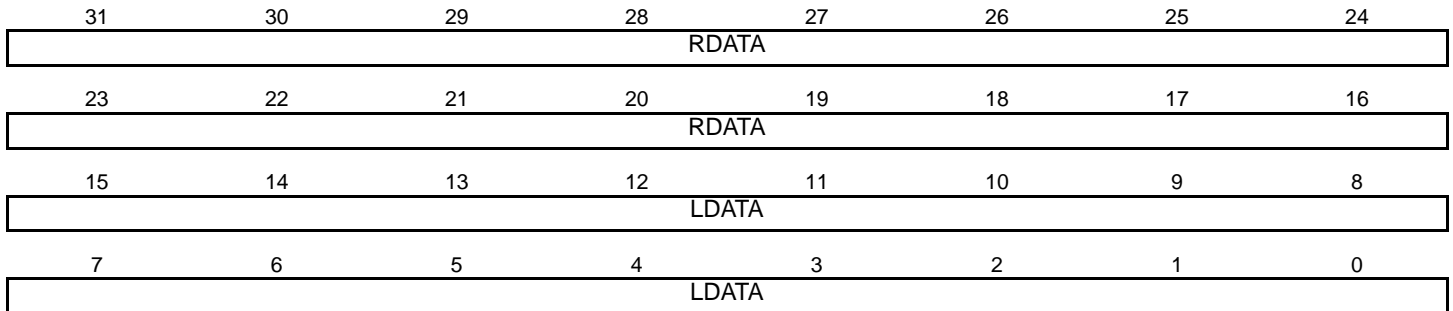 31 30 29 28 27 26 25 24
RDATA
23 22 21 20 19 18 17 16
RDATA
15 14 13 12 11 10 9 8
LDATA
7 6 5 4 3 2 1 0
LDATA